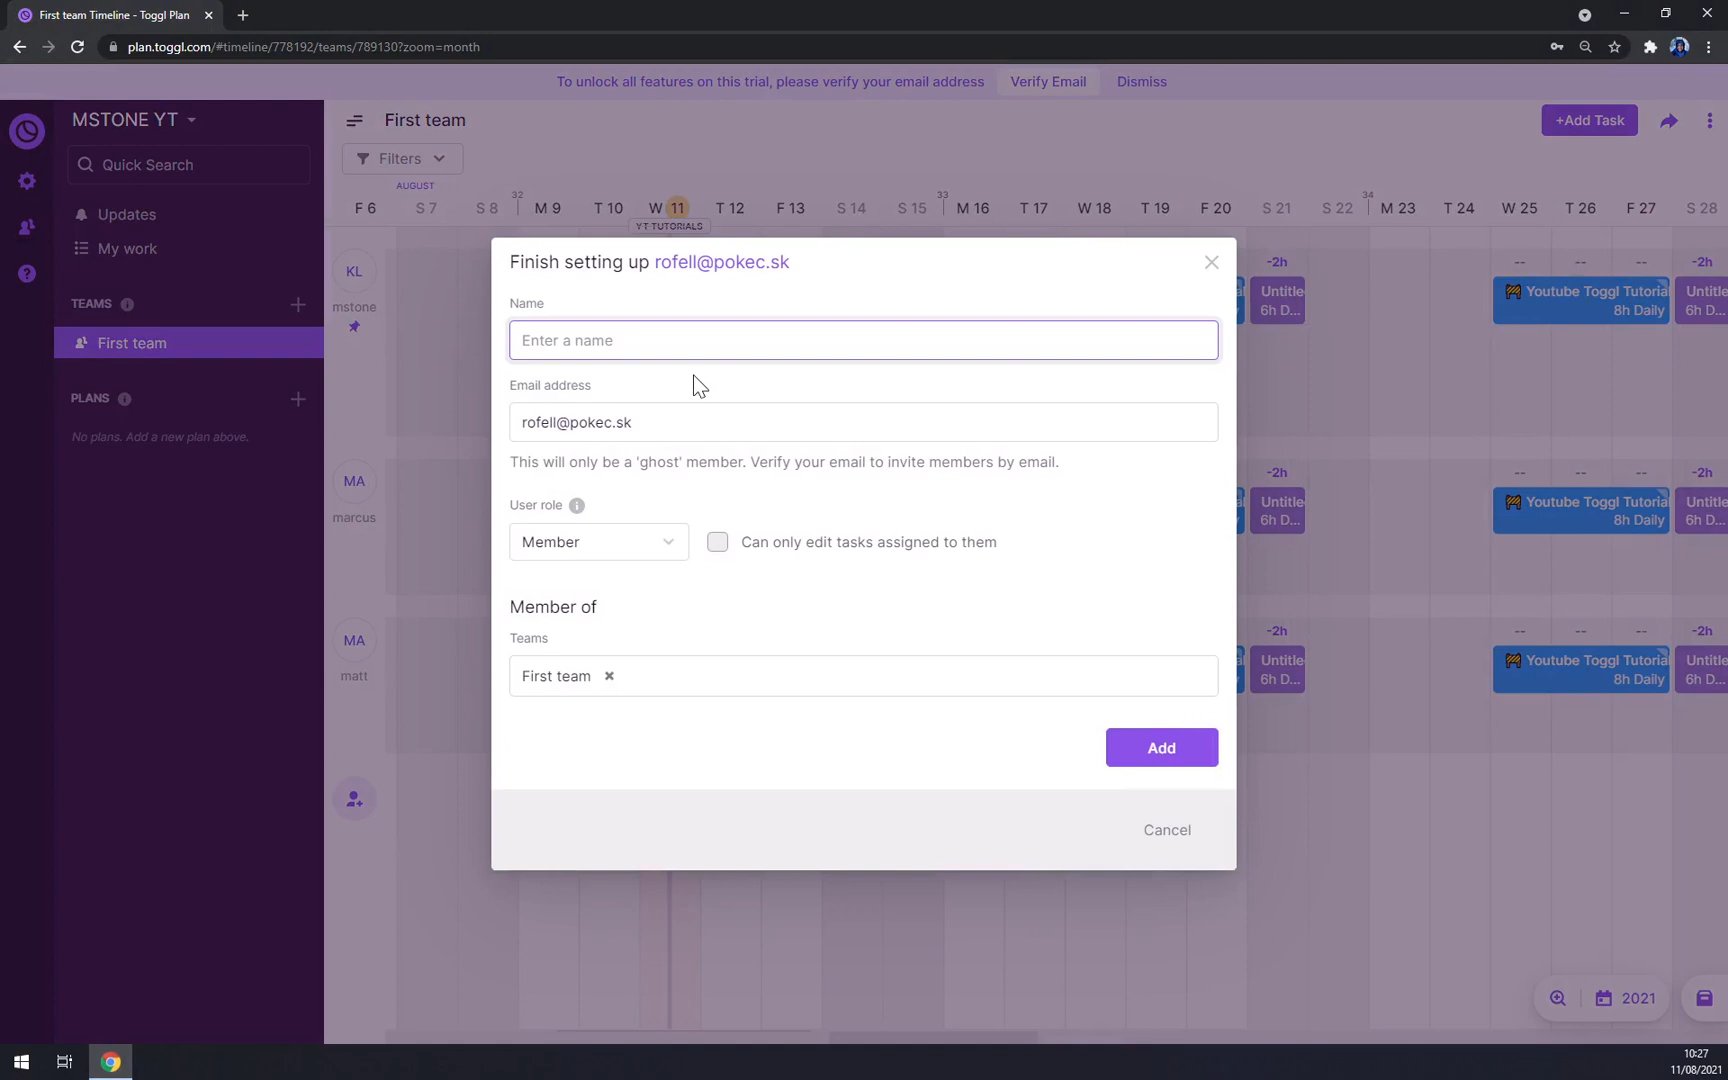 First team Timeline - Toggl Plan
plan.toggl.com/#timeline/778192/teams/789130?zoom=month
To unlock all features on this trial, please verify your email address Verify Email Dismiss
MSTONE YT
Quick Search
Updates
My work
TEAMS
First team
PLANS
No plans. Add a new plan above.
First team
+Add Task
Filters
AUGUST
32 33 34
F 6 S 7 S 8 M 9 T 10 W 11 T 12 F 13 S 14 S 15 M 16 T 17 W 18 T 19 F 20 S 21 S 22 M 23 T 24 W 25 T 26 F 27 S 28
YT TUTORIALS
KL
mstone
-2h -- -- -- -2h
Untitle Youtube Toggl Tutorial Untitle
6h D... 8h Daily 6h D...
MA
marcus
-2h -- -- -- -2h
Untitle Youtube Toggl Tutorial Untitle
6h D... 8h Daily 6h D...
MA
matt
-2h -- -- -- -2h
Untitle Youtube Toggl Tutorial Untitle
6h D... 8h Daily 6h D...
Finish setting up rofell@pokec.sk
Name
Enter a name
Email address
rofell@pokec.sk
This will only be a 'ghost' member. Verify your email to invite members by email.
User role
Member
Can only edit tasks assigned to them
Member of
Teams
First team
Add
Cancel
2021
10:27
11/08/2021